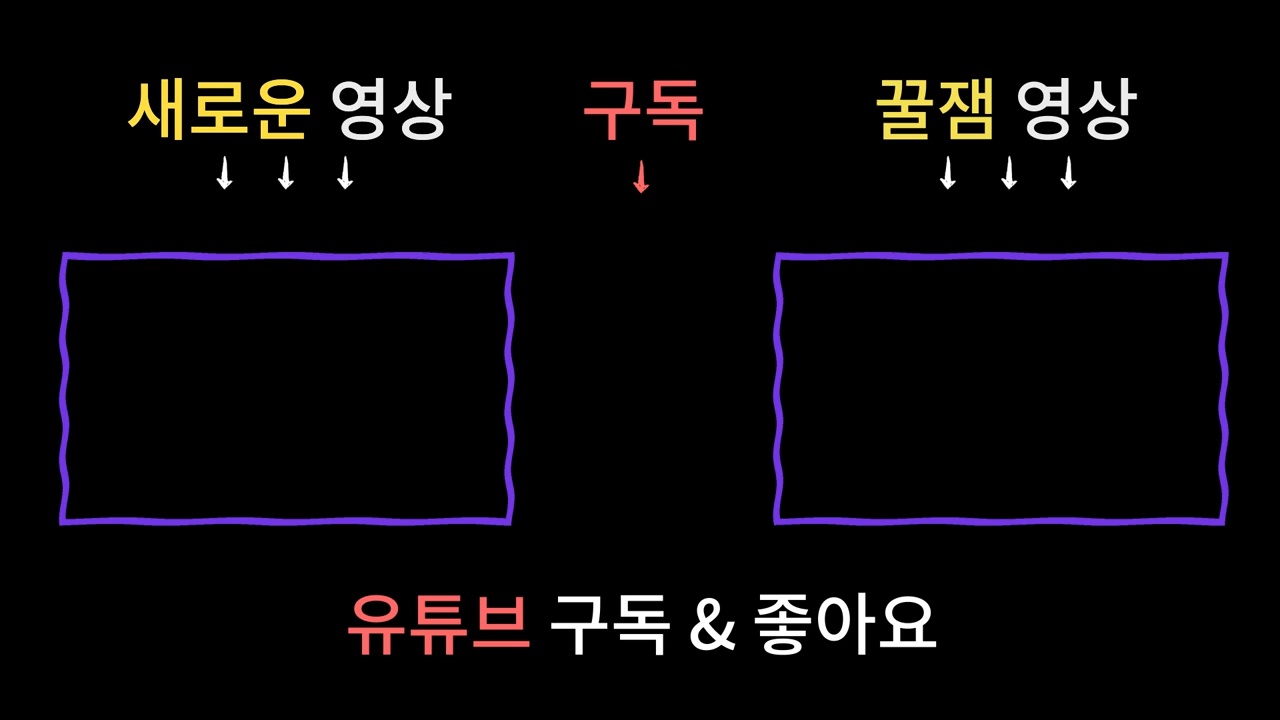 새로운 영상
구독
꿀잼 영상
유튜브 구독 & 좋아요